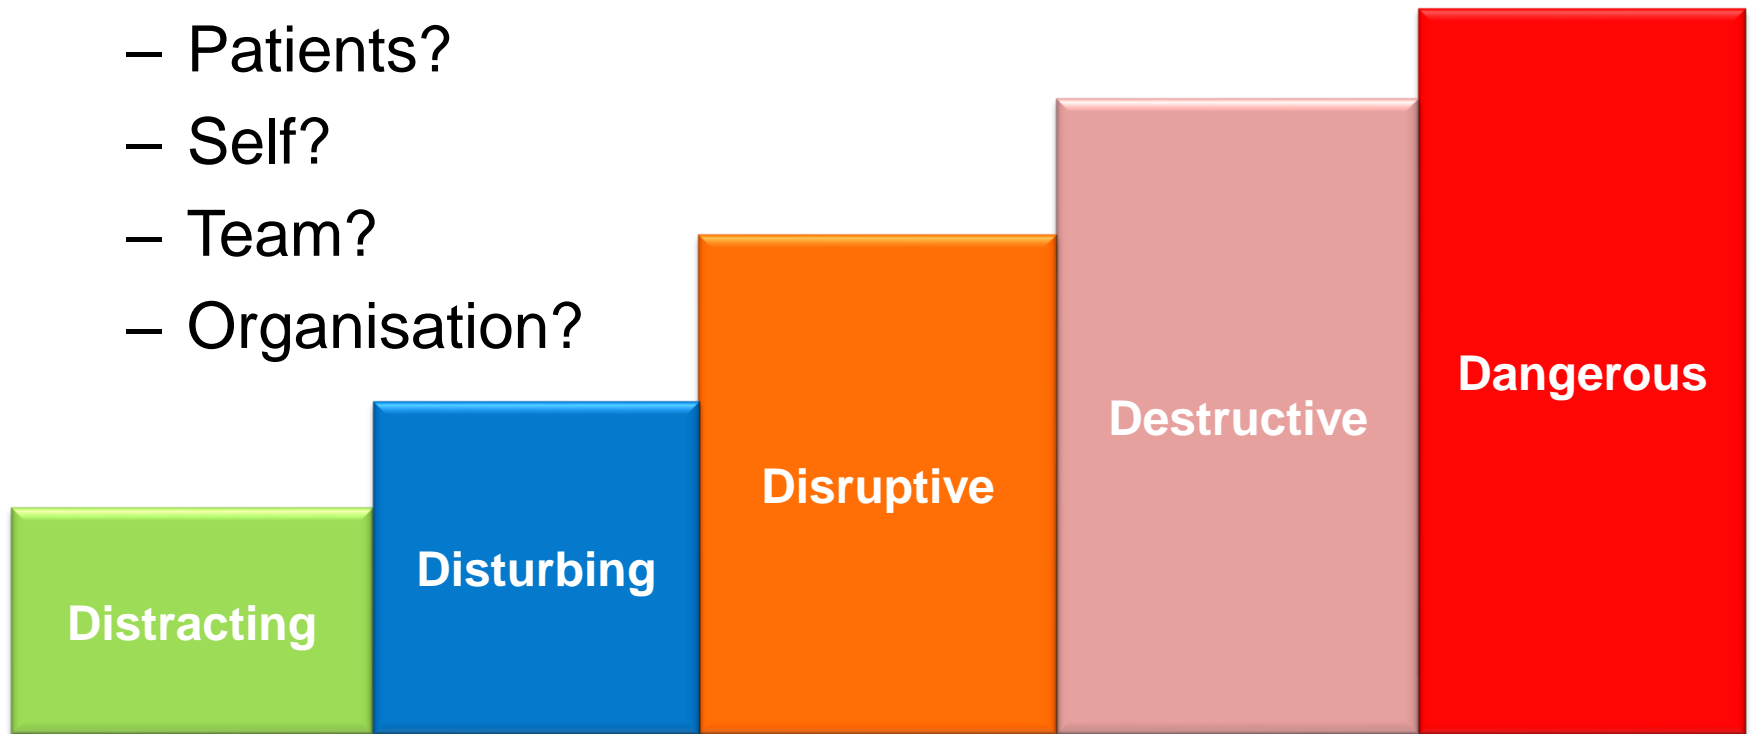 – Patients?
– Self?
– Team?
– Organisation?
Distracting
Disturbing
Disruptive
Destructive
Dangerous